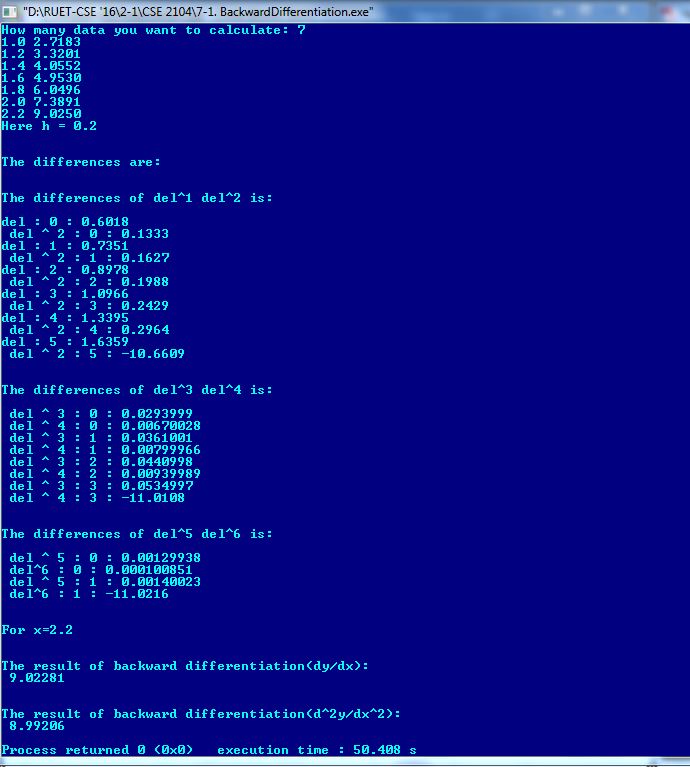 "D:\RUET-CSE '16\2-1\CSE 2104\7-1. BackwardDifferentiation.exe"
How many data you want to calculate: 7
1.0 2.7183
1.2 3.3201
1.4 4.0552
1.6 4.9530
1.8 6.0496
2.0 7.3891
2.2 9.0250
Here h = 0.2
The differences are:
The differences of del^1 del^2 is:
del : 0 : 0.6018
del ^ 2 : 0 : 0.1333
del : 1 : 0.7351
del ^ 2 : 1 : 0.1627
del : 2 : 0.8978
del ^ 2 : 2 : 0.1988
del : 3 : 1.0966
del ^ 2 : 3 : 0.2429
del : 4 : 1.3395
del ^ 2 : 4 : 0.2964
del : 5 : 1.6359
del ^ 2 : 5 : -10.6609
The differences of del^3 del^4 is:
del ^ 3 : 0 : 0.0293999
del ^ 4 : 0 : 0.00670028
del ^ 3 : 1 : 0.0361001
del ^ 4 : 1 : 0.00799966
del ^ 3 : 2 : 0.0440998
del ^ 4 : 2 : 0.00939989
del ^ 3 : 3 : 0.0534997
del ^ 4 : 3 : -11.0108
The differences of del^5 del^6 is:
del ^ 5 : 0 : 0.00129938
del^6 : 0 : 0.000100851
del ^ 5 : 1 : 0.00140023
del^6 : 1 : -11.0216
For x=2.2
The result of backward differentiation(dy/dx):
9.02281
The result of backward differentiation(d^2y/dx^2):
8.99206
Process returned 0 (0x0)   execution time : 50.408 s